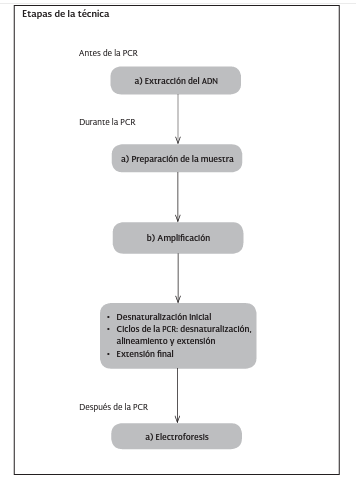 Etapas de la técnica
Antes de la PCR
a) Extracción del ADN
Durante la PCR
a) Preparación de la muestra
b) Amplificación
• Desnaturalización inicial
• Ciclos de la PCR: desnaturalización,
alineamiento y extensión
• Extensión final
Después de la PCR
a) Electroforesis